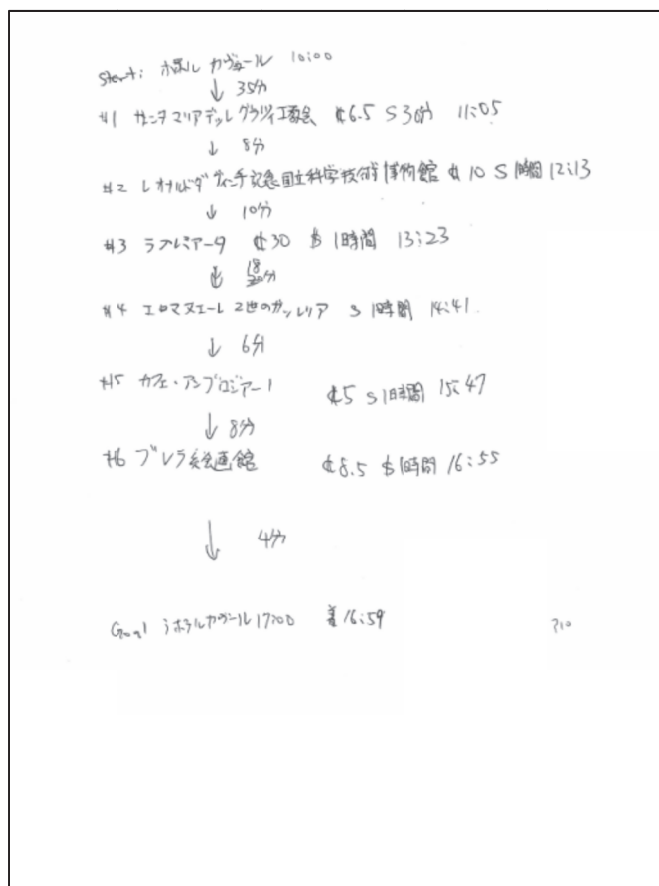 Start: ホテル カヴール 10:00
↓ 35分
#1 サンタマリアデッレグラツィエ教会 ¢6.5 S 30分 11:05
↓ 8分
#2 レオナルドダヴィンチ記念国立科学技術博物館 ¢10 S 1時間 12:13
↓ 10分
#3 ラプレミアータ ¢30 S 1時間 13:23
↓ 18分
#4 エマヌエーレ2世のガッレリア S 1時間 14:41
↓ 6分
#5 カフェ・アンブロジアーノ ¢5 S 1時間 15:47
↓ 8分
#6 ブレラ絵画館 ¢8.5 S 1時間 16:55
↓ 4分
Goal ホテルカヴール 17:00 着 16:59